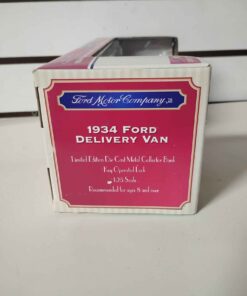 Ford Motor Company
1934 FORD
DELIVERY VAN
Limited Edition Die Cast Metal Collector Bank
Key Operated Lock
1:25 Scale
Recommended for ages 8 and over